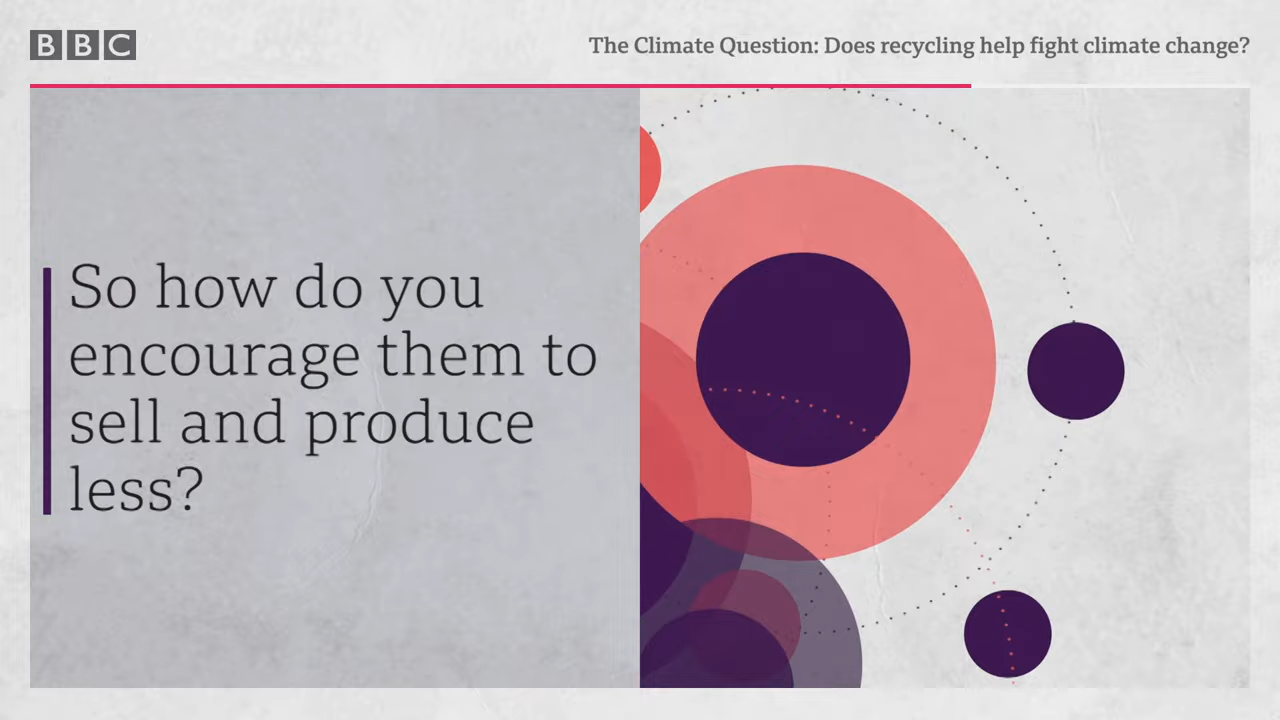 BBC
The Climate Question: Does recycling help fight climate change?
So how do you
encourage them to
sell and produce
less?